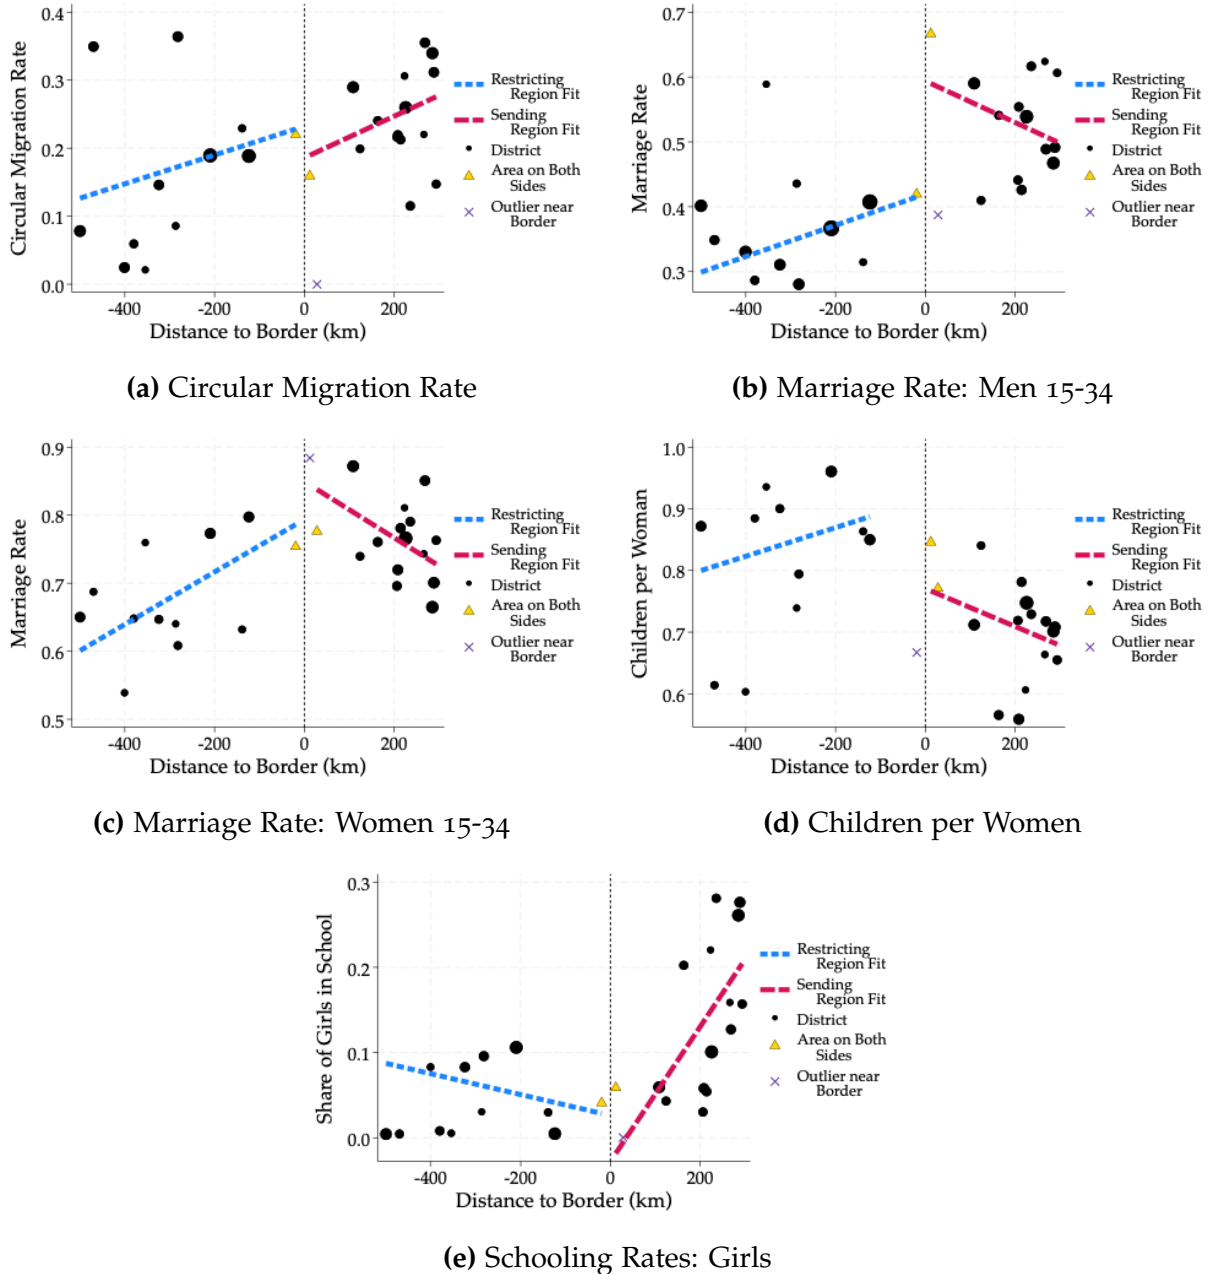 Circular Migration Rate
0.4
0.3
0.2
0.1
0.0
-400 -200 0 200
Distance to Border (km)
Restricting
Region Fit
Sending
Region Fit
District
Area on Both
Sides
Outlier near
Border
(a) Circular Migration Rate
Marriage Rate
0.7
0.6
0.5
0.4
0.3
-400 -200 0 200
Distance to Border (km)
Restricting
Region Fit
Sending
Region Fit
District
Area on Both
Sides
Outlier near
Border
(b) Marriage Rate: Men 15-34
Marriage Rate
0.9
0.8
0.7
0.6
0.5
-400 -200 0 200
Distance to Border (km)
Restricting
Region Fit
Sending
Region Fit
District
Area on Both
Sides
Outlier near
Border
(c) Marriage Rate: Women 15-34
Children per Woman
1.0
0.9
0.8
0.7
0.6
-400 -200 0 200
Distance to Border (km)
Restricting
Region Fit
Sending
Region Fit
District
Area on Both
Sides
Outlier near
Border
(d) Children per Women
Share of Girls in School
0.3
0.2
0.1
0.0
-400 -200 0 200
Distance to Border (km)
Restricting
Region Fit
Sending
Region Fit
District
Area on Both
Sides
Outlier near
Border
(e) Schooling Rates: Girls